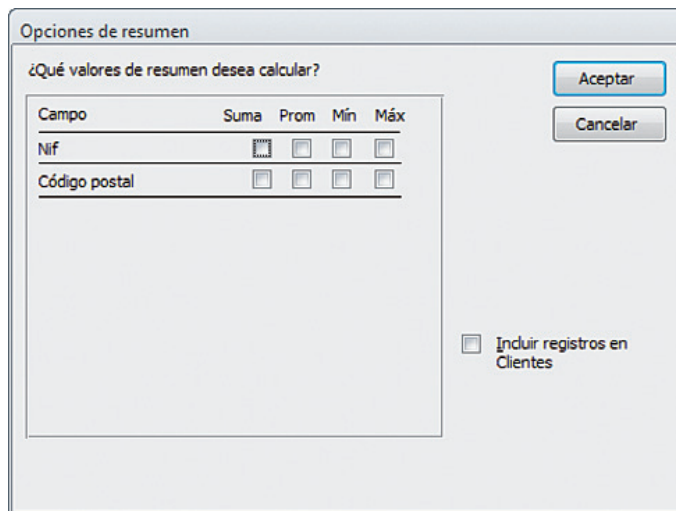 Opciones de resumen
¿Qué valores de resumen desea calcular?
Aceptar
Cancelar
Campo Suma Prom Mín Máx
Nif
Código postal
Incluir registros en
Clientes